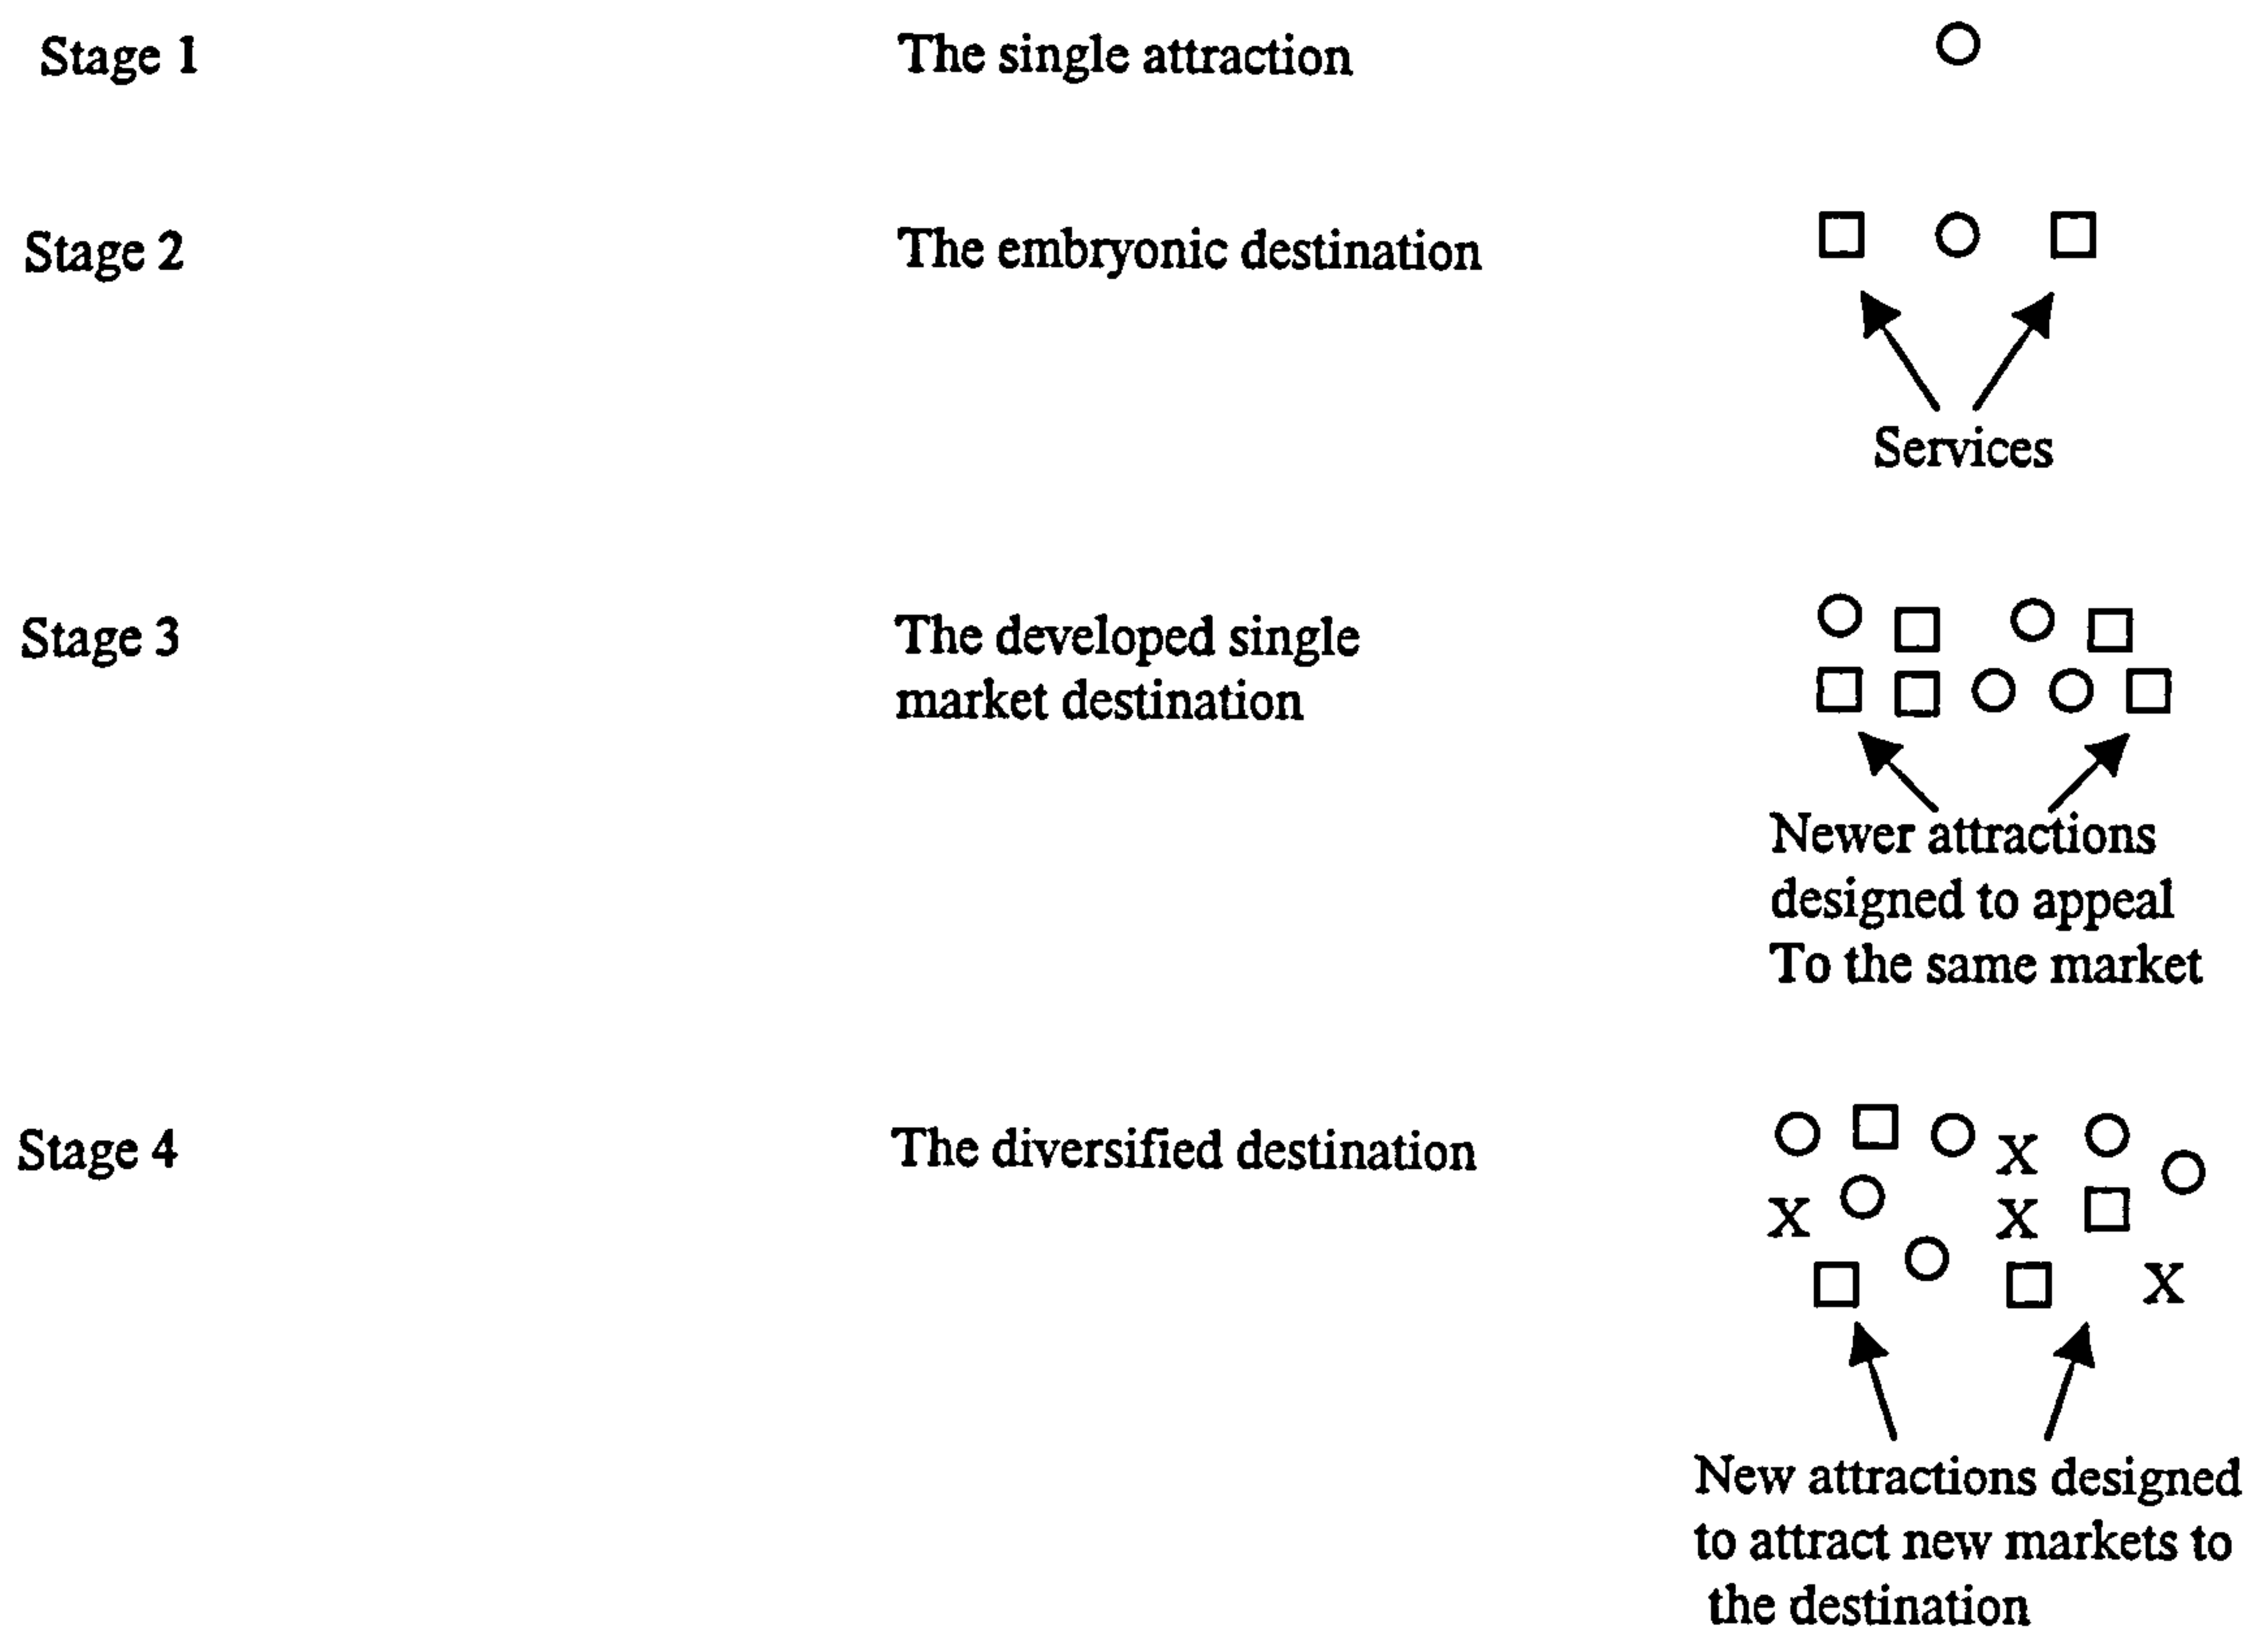 Stage 1
The single attraction
Stage 2
The embryonic destination
Services
Stage 3
The developed single
market destination
Newer attractions
designed to appeal
To the same market
Stage 4
The diversified destination
X
X
X
X
New attractions designed
to attract new markets to
the destination